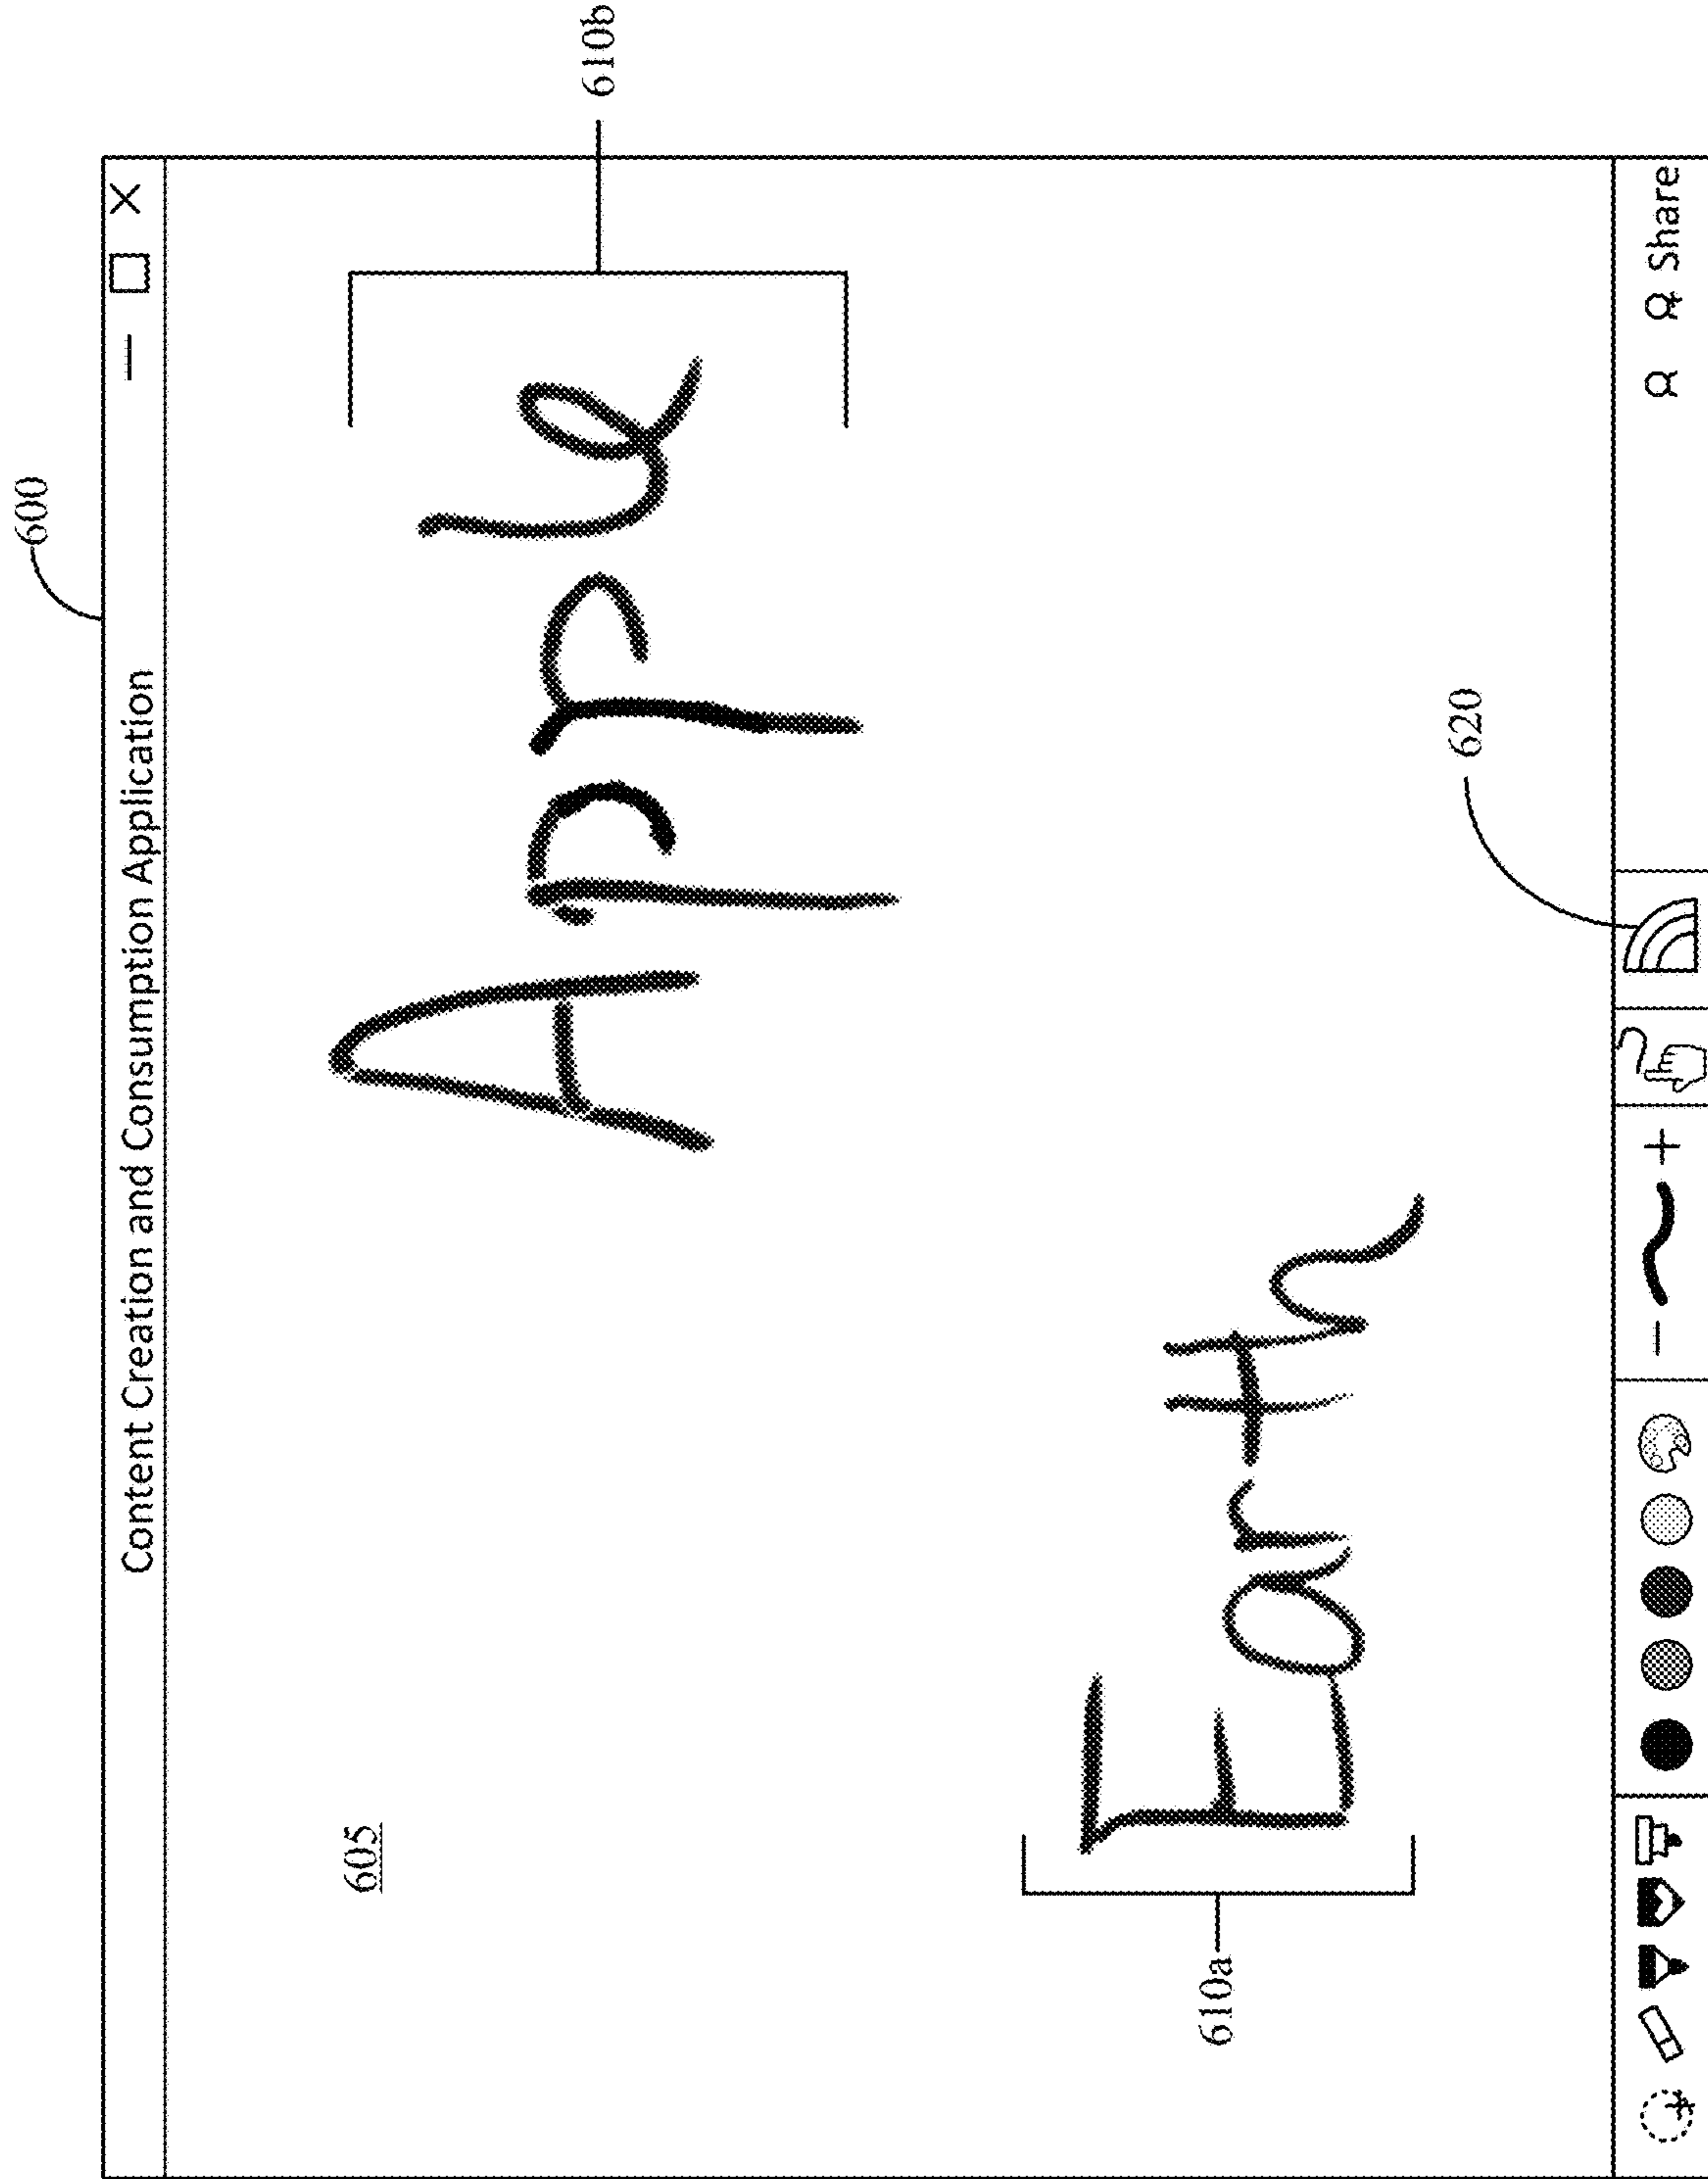 600
Content Creation and Consumption Application
605
Apple
610b
Earth
610a
620
Share